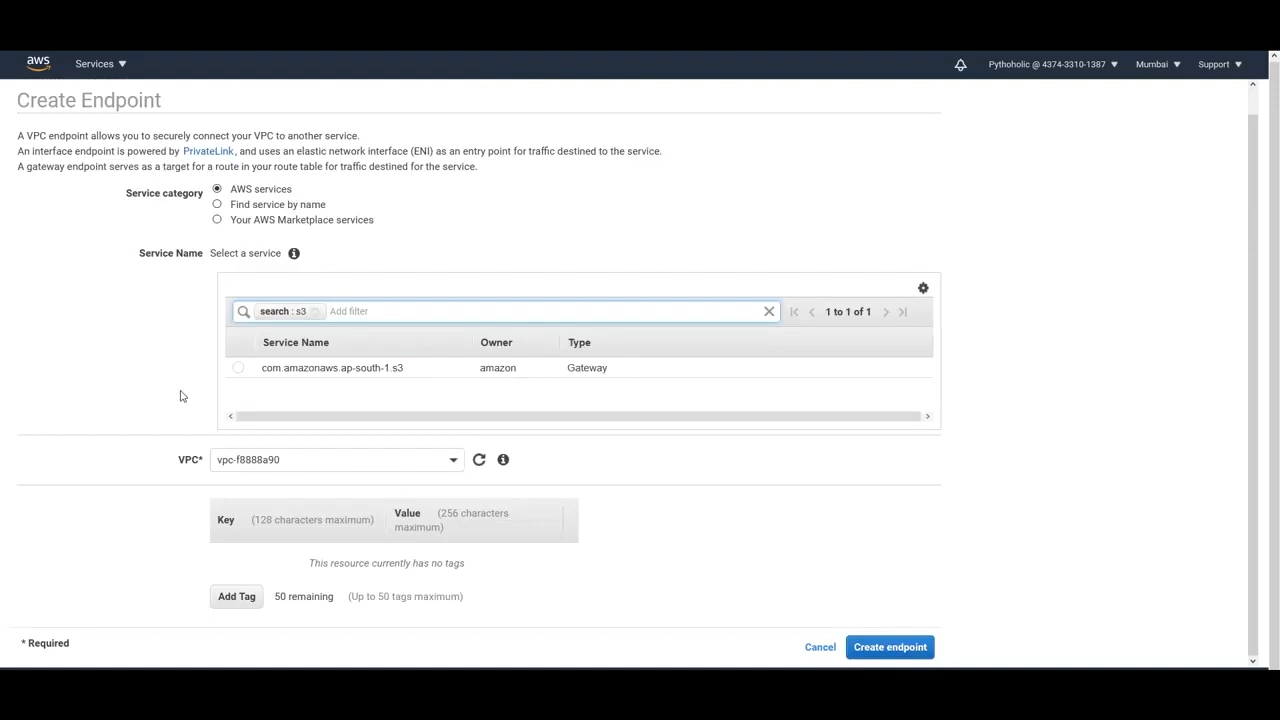 aws
Services
Pythoholic @ 4374-3310-1387
Mumbai
Support
Create Endpoint
A VPC endpoint allows you to securely connect your VPC to another service.
An interface endpoint is powered by PrivateLink, and uses an elastic network interface (ENI) as an entry point for traffic destined to the service.
A gateway endpoint serves as a target for a route in your route table for traffic destined for the service.
Service category AWS services
Find service by name
Your AWS Marketplace services
Service Name Select a service
search : s3 Add filter 1 to 1 of 1
Service Name Owner Type
com.amazonaws.ap-south-1.s3 amazon Gateway
VPC* vpc-f8888a90
Key (128 characters maximum) Value (256 characters
maximum)
This resource currently has no tags
Add Tag 50 remaining (Up to 50 tags maximum)
* Required Cancel Create endpoint